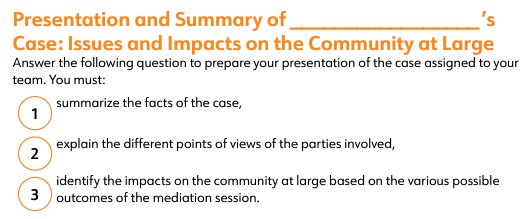 Presentation and Summary of ___________________'s
Case: Issues and Impacts on the Community at Large
Answer the following question to prepare your presentation of the case assigned to your
team. You must:
1 summarize the facts of the case,
2 explain the different points of views of the parties involved,
3 identify the impacts on the community at large based on the various possible
outcomes of the mediation session.